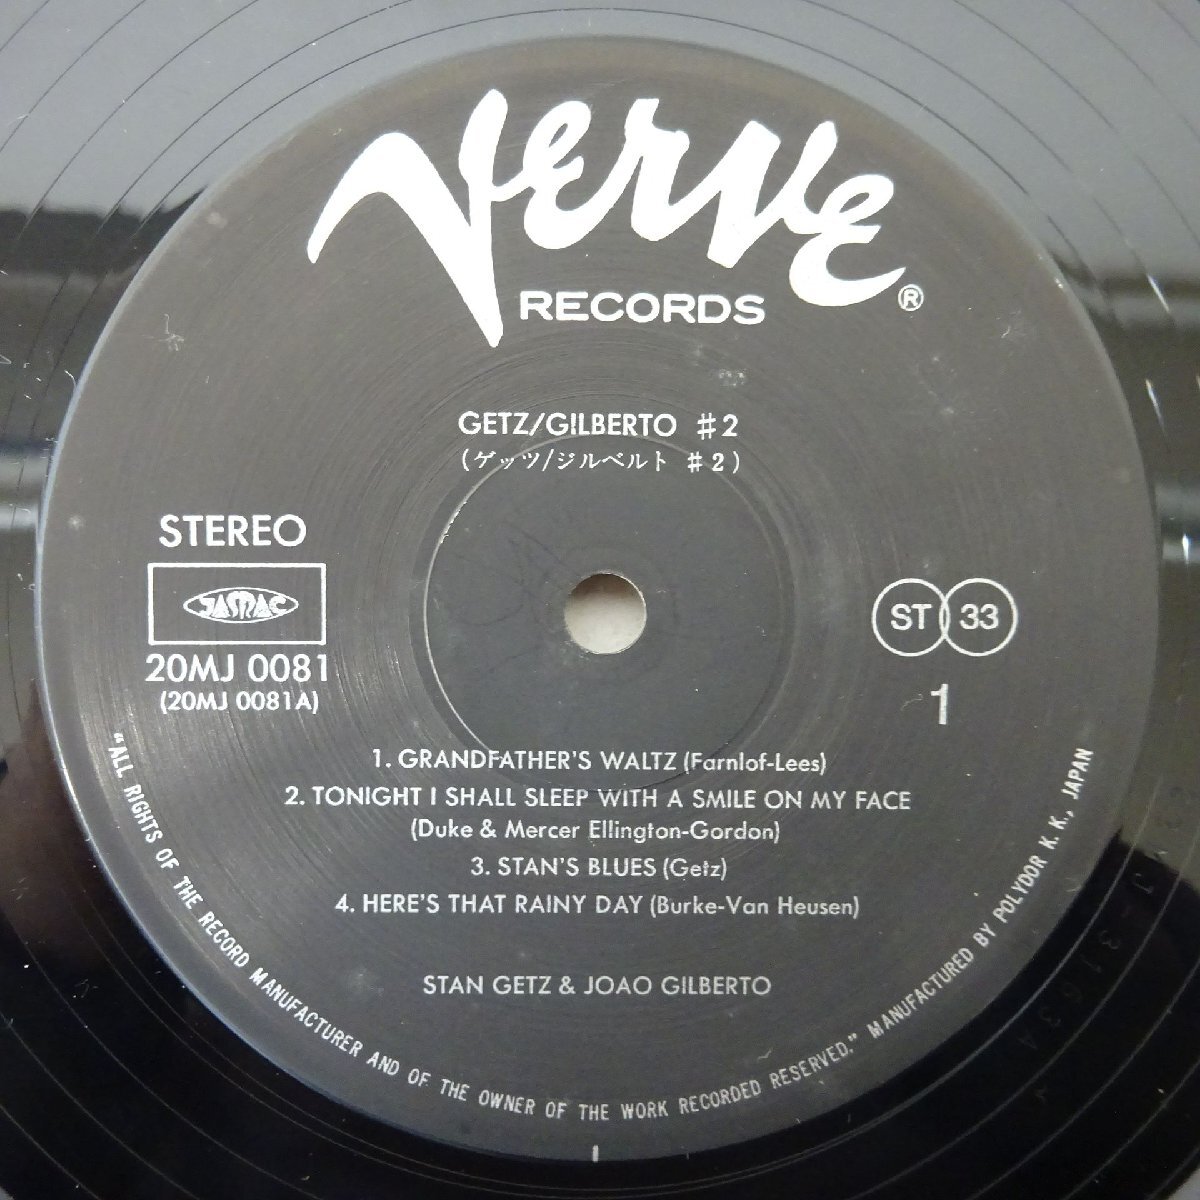 Verve
RECORDS ®
GETZ/GILBERTO #2
(ゲッツ/ジルベルト #2)
STEREO
JASRAC
20MJ 0081
(20MJ 0081A)
ST 33
1
1. GRANDFATHER'S WALTZ (Farnlof-Lees)
2. TONIGHT I SHALL SLEEP WITH A SMILE ON MY FACE
(Duke & Mercer Ellington-Gordon)
3. STAN'S BLUES (Getz)
4. HERE'S THAT RAINY DAY (Burke-Van Heusen)
STAN GETZ & JOAO GILBERTO
"ALL RIGHTS OF THE RECORD MANUFACTURER AND OF THE OWNER OF THE WORK RECORDED RESERVED." MANUFACTURED BY POLYDOR K. K., JAPAN